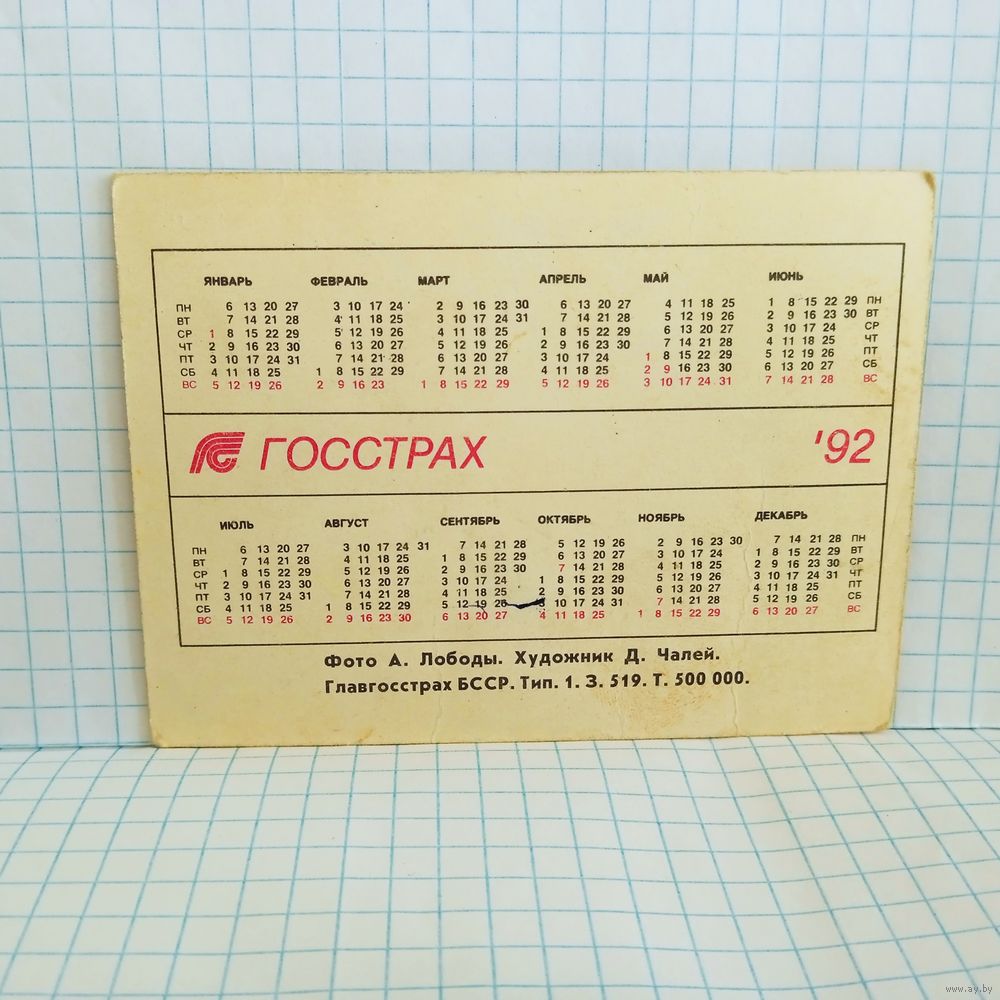 ЯНВАРЬ ФЕВРАЛЬ МАРТ АПРЕЛЬ МАЙ ИЮНЬ
ПН 6 13 20 27 3 10 17 24 2 9 16 23 30 6 13 20 27 4 11 18 25 1 8 15 22 29 ПН
ВТ 7 14 21 28 4 11 18 25 3 10 17 24 31 7 14 21 28 5 12 19 26 2 9 16 23 30 ВТ
СР 1 8 15 22 29 5 12 19 26 4 11 18 25 1 8 15 22 29 6 13 20 27 3 10 17 24 СР
ЧТ 2 9 16 23 30 6 13 20 27 5 12 19 26 2 9 16 23 30 7 14 21 28 4 11 18 25 ЧТ
ПТ 3 10 17 24 31 7 14 21 28 6 13 20 27 3 10 17 24 1 8 15 22 29 5 12 19 26 ПТ
СБ 4 11 18 25 1 8 15 22 29 7 14 21 28 4 11 18 25 2 9 16 23 30 6 13 20 27 СБ
ВС 5 12 19 26 2 9 16 23 1 8 15 22 29 5 12 19 26 3 10 17 24 31 7 14 21 28 ВС
ГОССТРАХ '92
ИЮЛЬ АВГУСТ СЕНТЯБРЬ ОКТЯБРЬ НОЯБРЬ ДЕКАБРЬ
ПН 6 13 20 27 3 10 17 24 31 7 14 21 28 5 12 19 26 2 9 16 23 30 7 14 21 28 ПН
ВТ 7 14 21 28 4 11 18 25 1 8 15 22 29 6 13 20 27 3 10 17 24 1 8 15 22 29 ВТ
СР 1 8 15 22 29 5 12 19 26 2 9 16 23 30 7 14 21 28 4 11 18 25 2 9 16 23 30 СР
ЧТ 2 9 16 23 30 6 13 20 27 3 10 17 24 1 8 15 22 29 5 12 19 26 3 10 17 24 31 ЧТ
ПТ 3 10 17 24 31 7 14 21 28 4 11 18 25 2 9 16 23 30 6 13 20 27 4 11 18 25 ПТ
СБ 4 11 18 25 1 8 15 22 29 5 12 19 26 3 10 17 24 31 7 14 21 28 5 12 19 26 СБ
ВС 5 12 19 26 2 9 16 23 30 6 13 20 27 4 11 18 25 1 8 15 22 29 6 13 20 27 ВС
Фото А. Лободы. Художник Д. Чалей.
Главгосстрах БССР. Тип. 1. З. 519. Т. 500 000.
www.ay.by